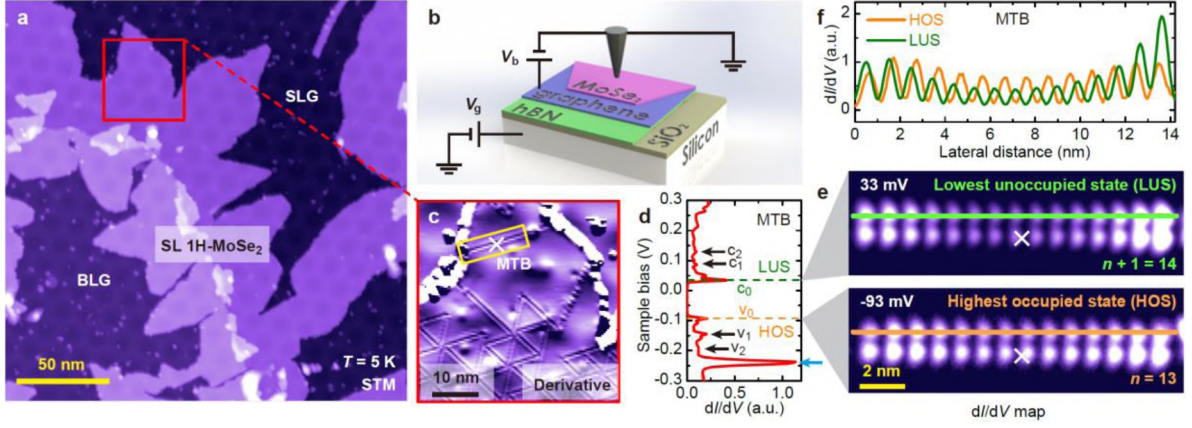 a
SLG
SL 1H-MoSe2
BLG
50 nm
T = 5 K
STM
b
Vb
Vg
MoSe2
graphene
hBN
SiO2
Silicon
c
MTB
10 nm
Derivative
d
0.3
0.2
0.1
0.0
-0.1
-0.2
-0.3
Sample bias (V)
MTB
c2
c1
LUS
c0
v0
HOS
v1
v2
0.0 0.5 1.0
dI/dV (a.u.)
f
HOS
LUS
MTB
2
1
0
dI/dV (a.u.)
0 2 4 6 8 10 12 14
Lateral distance (nm)
e
33 mV
Lowest unoccupied state (LUS)
n + 1 = 14
-93 mV
Highest occupied state (HOS)
2 nm
n = 13
dI/dV map